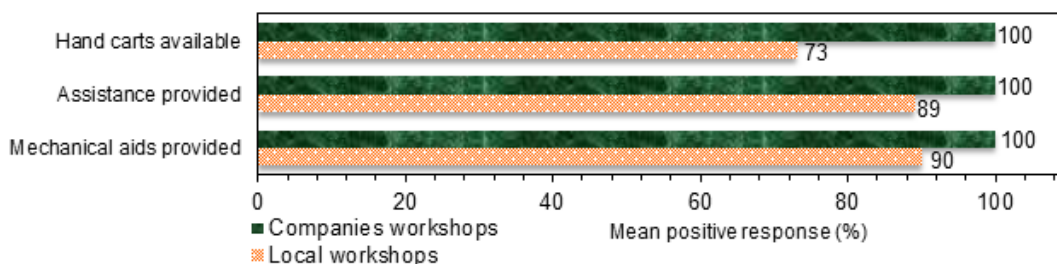 Hand carts available
100
73
Assistance provided
100
89
Mechanical aids provided
100
90
0 20 40 60 80 100
Companies workshops
Mean positive response (%)
Local workshops